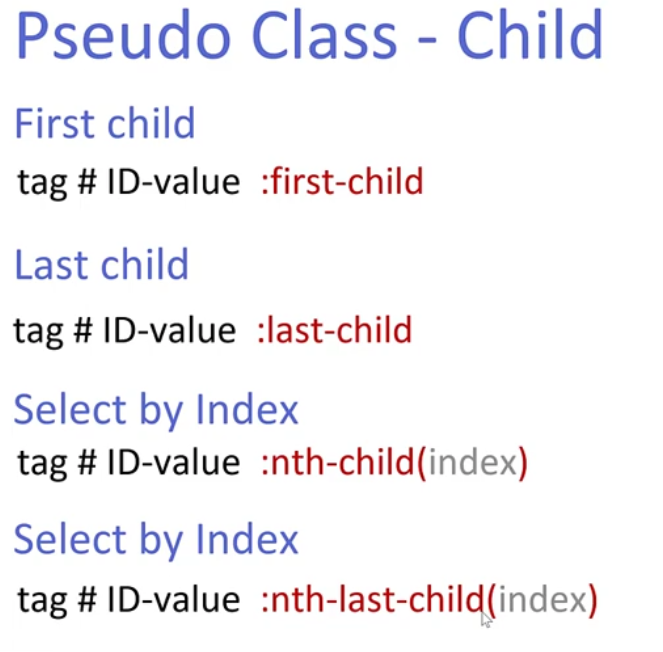 Pseudo Class - Child
First child
tag # ID-value :first-child
Last child
tag # ID-value :last-child
Select by Index
tag # ID-value :nth-child(index)
Select by Index
tag # ID-value :nth-last-child(index)